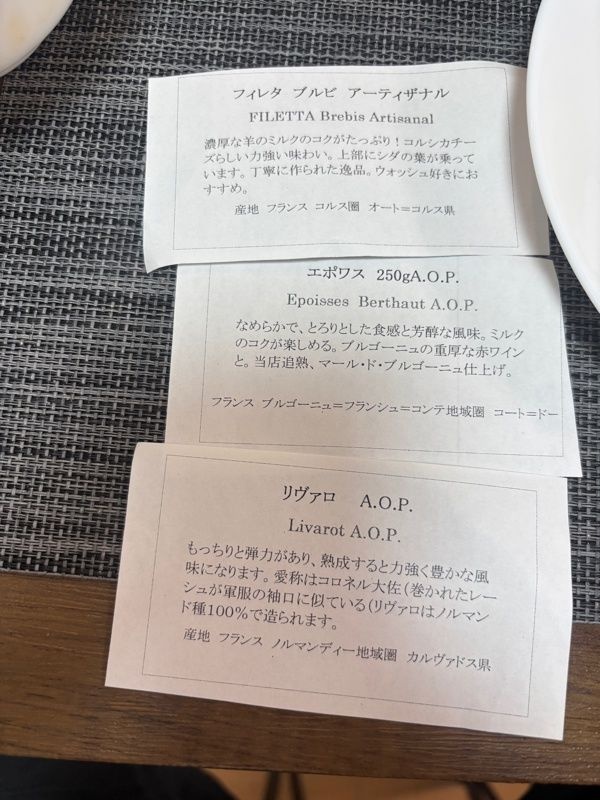 フィレタ ブルビ アーティザナル
FILETTA Brebis Artisanal
濃厚な羊のミルクのコクがたっぷり！コルシカチー
ズらしい力強い味わい。上部にシダの葉が乗って
います。丁寧に作られた逸品。ウォッシュ好きにお
すすめ。
産地 フランス コルス圏 オート＝コルス県
エポワス 250gA.O.P.
Epoisses Berthaut A.O.P.
なめらかで、とろりとした食感と芳醇な風味。ミルク
のコクが楽しめる。ブルゴーニュの重厚な赤ワイン
と。当店追熟、マール・ド・ブルゴーニュ仕上げ。
フランス ブルゴーニュ＝フランシュ＝コンテ地域圏 コート＝ドー
リヴァロ A.O.P.
Livarot A.O.P.
もっちりと弾力があり、熟成すると力強く豊かな風
味になります。愛称はコロネル大佐（巻かれたレー
シュが軍服の袖口に似ている(リヴァロはノルマン
ド種100%で造られます。
産地 フランス ノルマンディー地域圏 カルヴァドス県